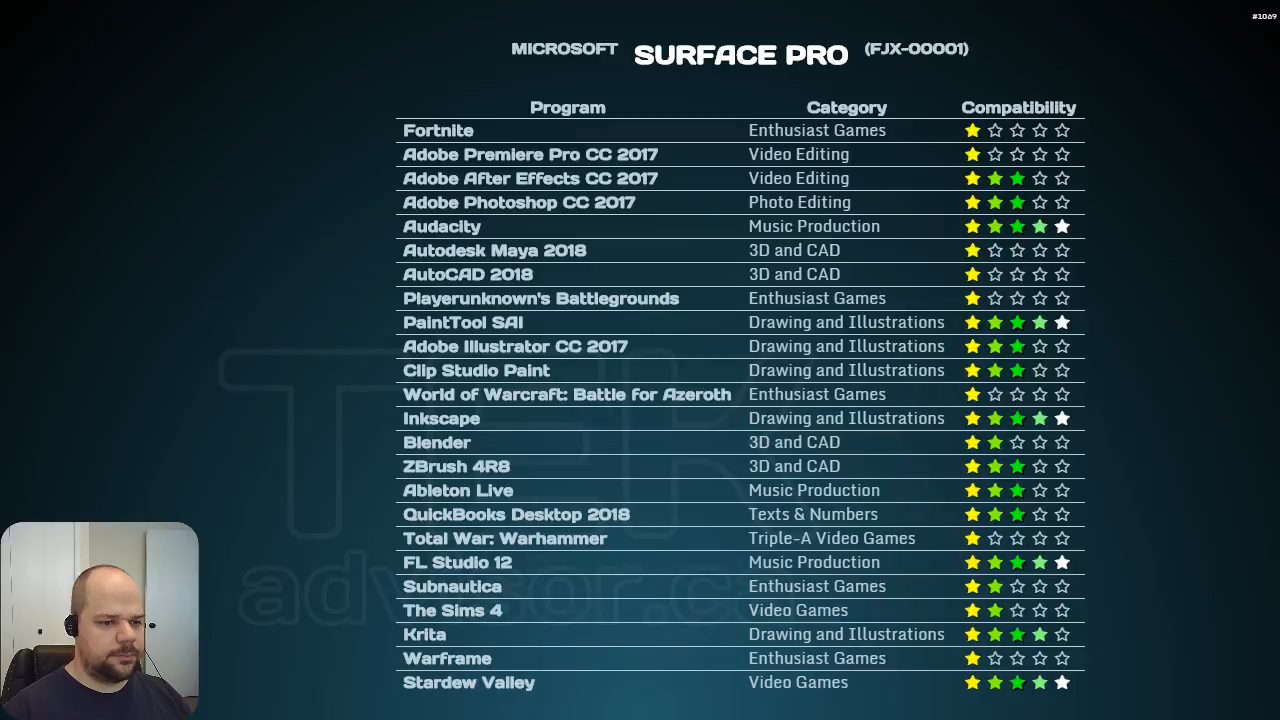 #1069
MICROSOFT SURFACE PRO (FJX-00001)
Program Category Compatibility
Fortnite Enthusiast Games
Adobe Premiere Pro CC 2017 Video Editing
Adobe After Effects CC 2017 Video Editing
Adobe Photoshop CC 2017 Photo Editing
Audacity Music Production
Autodesk Maya 2018 3D and CAD
AutoCAD 2018 3D and CAD
Playerunknown's Battlegrounds Enthusiast Games
PaintTool SAI Drawing and Illustrations
Adobe Illustrator CC 2017 Drawing and Illustrations
Clip Studio Paint Drawing and Illustrations
World of Warcraft: Battle for Azeroth Enthusiast Games
Inkscape Drawing and Illustrations
Blender 3D and CAD
ZBrush 4R8 3D and CAD
Ableton Live Music Production
QuickBooks Desktop 2018 Texts & Numbers
Total War: Warhammer Triple-A Video Games
FL Studio 12 Music Production
Subnautica Enthusiast Games
The Sims 4 Video Games
Krita Drawing and Illustrations
Warframe Enthusiast Games
Stardew Valley Video Games